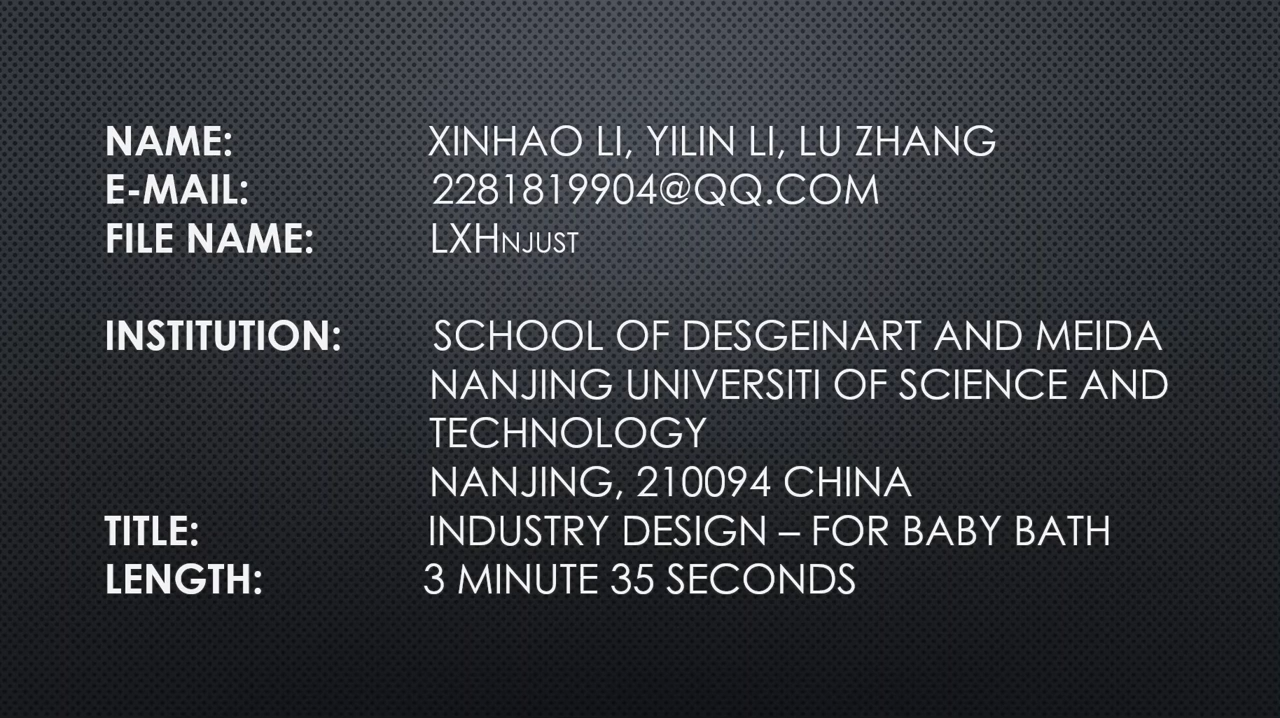 NAME: XINHAO LI, YILIN LI, LU ZHANG
E-MAIL: 2281819904@QQ.COM
FILE NAME: LXHNJUST
INSTITUTION: SCHOOL OF DESGEINART AND MEIDA
NANJING UNIVERSITI OF SCIENCE AND
TECHNOLOGY
NANJING, 210094 CHINA
TITLE: INDUSTRY DESIGN – FOR BABY BATH
LENGTH: 3 MINUTE 35 SECONDS